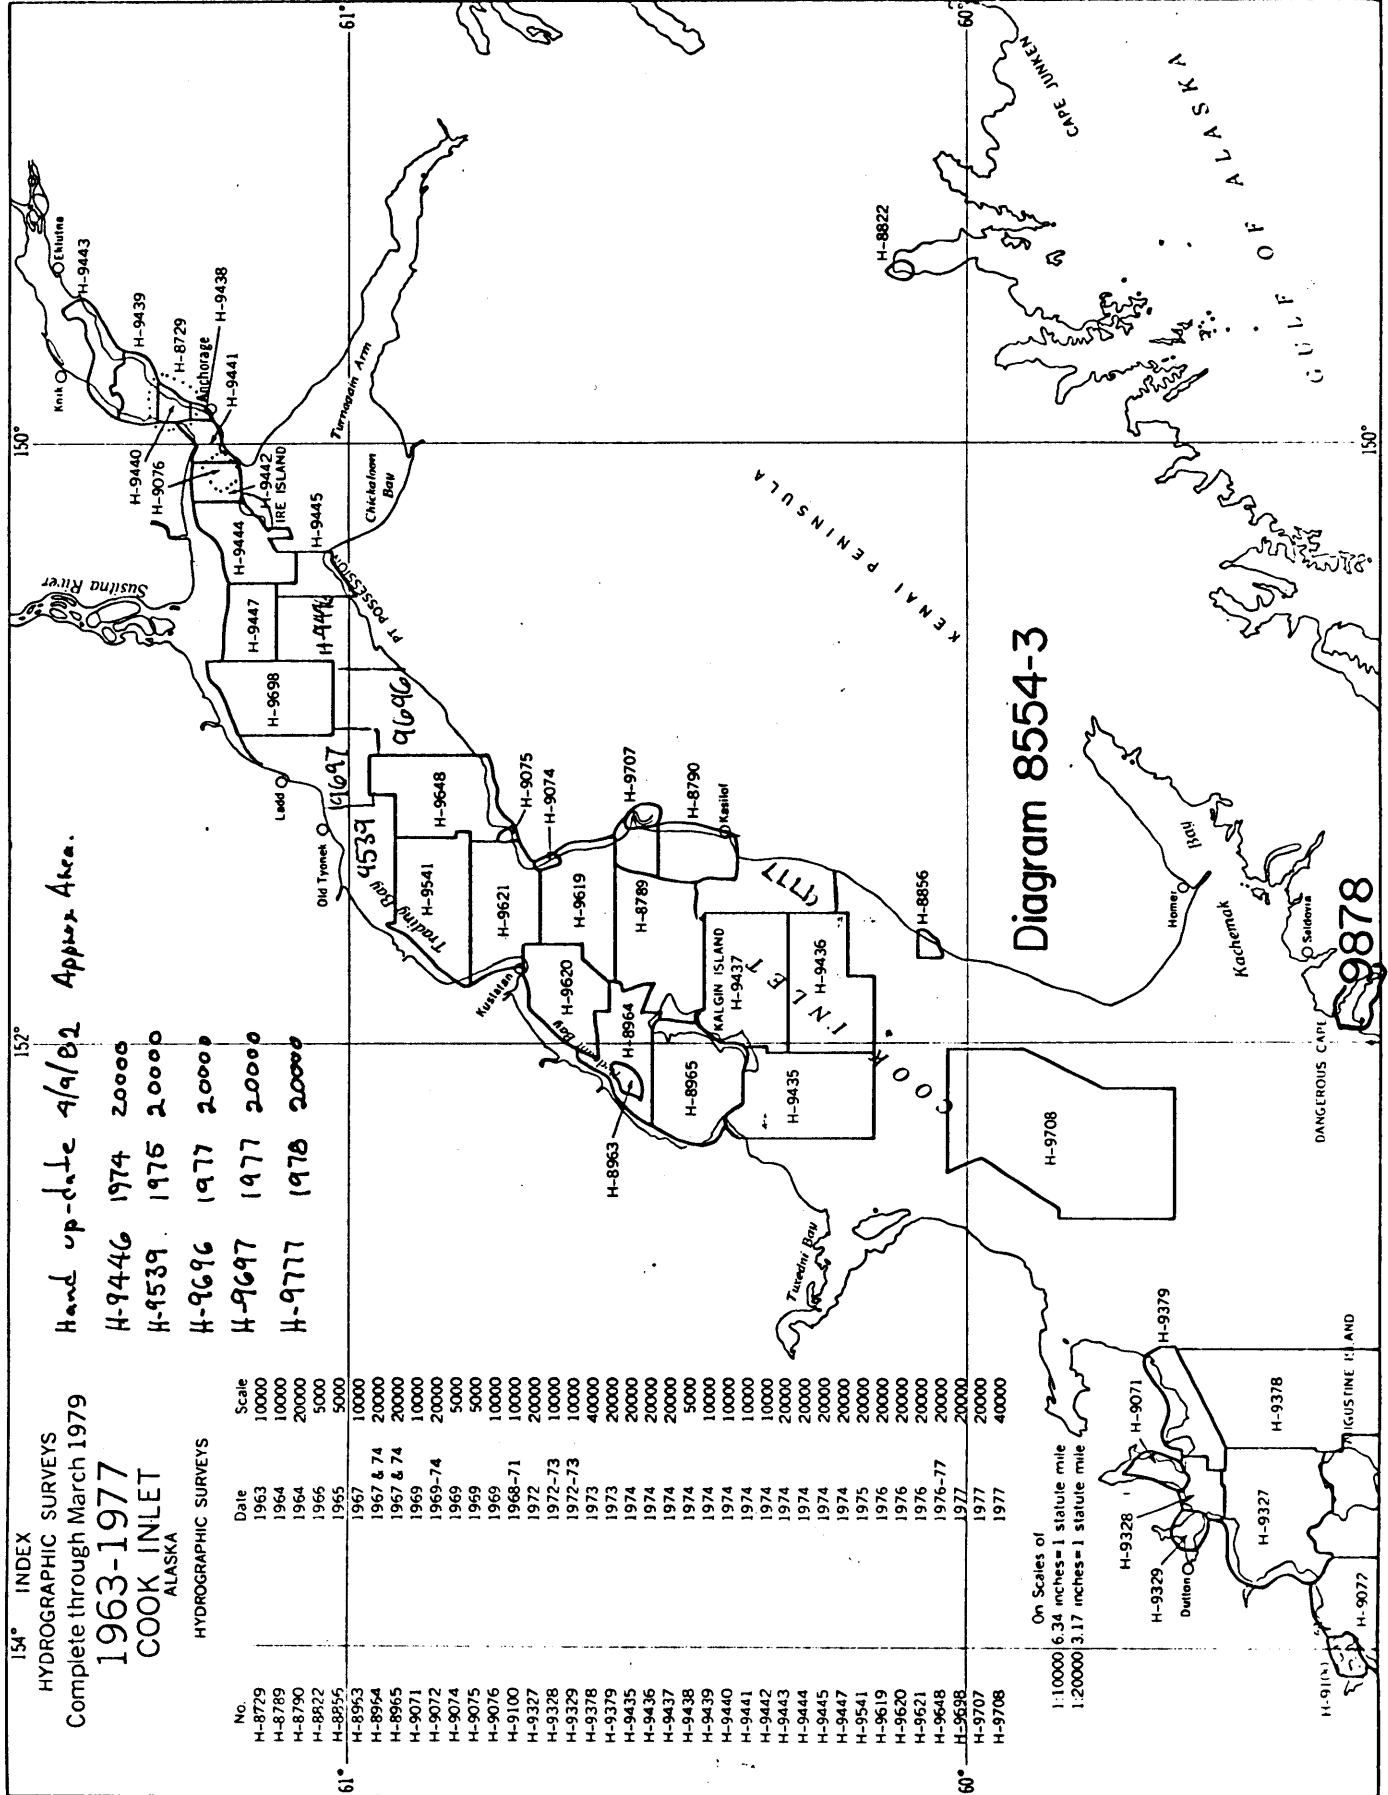 154°
152°
150°
INDEX
HYDROGRAPHIC SURVEYS
Complete through March 1979
1963-1977
COOK INLET
ALASKA
HYDROGRAPHIC SURVEYS
No. Date Scale
H-8729 1963 10000
H-8789 1964 10000
H-8790 1964 20000
H-8822 1966 5000
H-8856 1965 5000
H-8963 1967 10000
H-8964 1967 & 74 20000
H-8965 1967 & 74 20000
H-9071 1969 10000
H-9072 1969-74 20000
H-9074 1969 5000
H-9075 1969 5000
H-9076 1969 10000
H-9100 1968-71 10000
H-9327 1972 20000
H-9328 1972-73 10000
H-9329 1972-73 10000
H-9378 1973 40000
H-9379 1973 20000
H-9435 1974 20000
H-9436 1974 20000
H-9437 1974 20000
H-9438 1974 5000
H-9439 1974 10000
H-9440 1974 10000
H-9441 1974 10000
H-9442 1974 10000
H-9443 1974 20000
H-9444 1974 20000
H-9445 1974 20000
H-9447 1974 20000
H-9541 1975 20000
H-9619 1976 20000
H-9620 1976 20000
H-9621 1976 20000
H-9648 1976-77 20000
H-9698 1977 20000
H-9707 1977 20000
H-9708 1977 40000
On Scales of
1:10000 6.34 inches=1 statute mile
1:20000 3.17 inches=1 statute mile
Hand up-date 4/9/82 Approx Area.
H-9446 1974 20000
H-9539 1975 20000
H-9696 1977 20000
H-9697 1977 20000
H-9777 1978 20000
61°
61°
60°
60°
150°
Susitna River
Knik
Eklutna
H-9443
H-9439
H-8729
Anchorage
H-9438
H-9441
H-9440
H-9076
H-9442
IRE ISLAND
H-9444
H-9445
H-9447
H-9446
PT POSSESSION
Turnagain Arm
Chickaloon
Bay
H-9698
9696
Ladd
Old Tyonek
9697
9539
Trading Bay
H-9648
H-9541
H-9075
H-9074
H-9621
H-9619
H-9707
H-8790
Kasilof
H-8789
Kustatan
H-9620
H-8964
H-8963
H-8965
KALGIN ISLAND
H-9437
H-9436
H-9435
9777
COOK INLET
H-8856
H-9708
Tuxedni Bay
KENAI PENINSULA
H-8822
CAPE JUNKEN
GULF OF ALASKA
Diagram 8554-3
Homer
Kachemak
Bay
Seldovia
9878
DANGEROUS CAPE
H-9379
H-9071
H-9378
H-9328
H-9329
Dutton
H-9327
H-9077